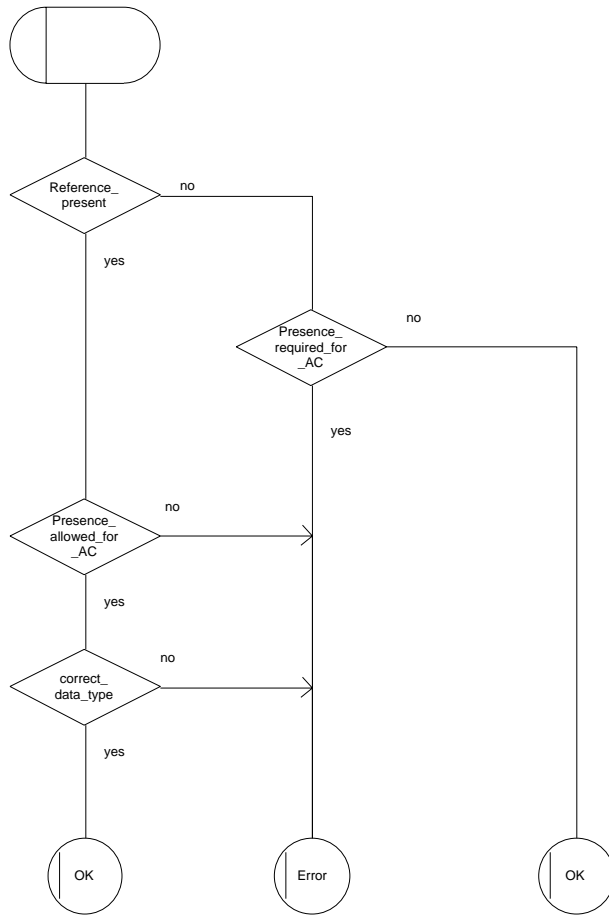 Reference_
present
no
yes
Presence_
required_for
_AC
no
yes
Presence_
allowed_for
_AC
no
yes
correct_
data_type
no
yes
OK
Error
OK